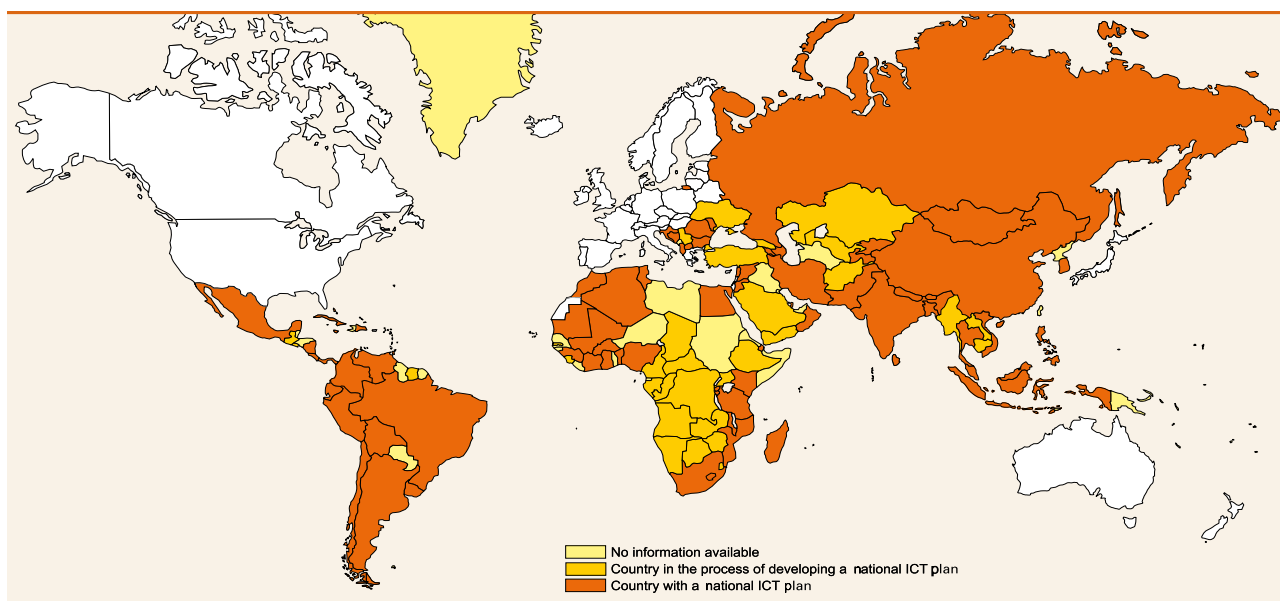 No information available
Country in the process of developing a national ICT plan
Country with a national ICT plan